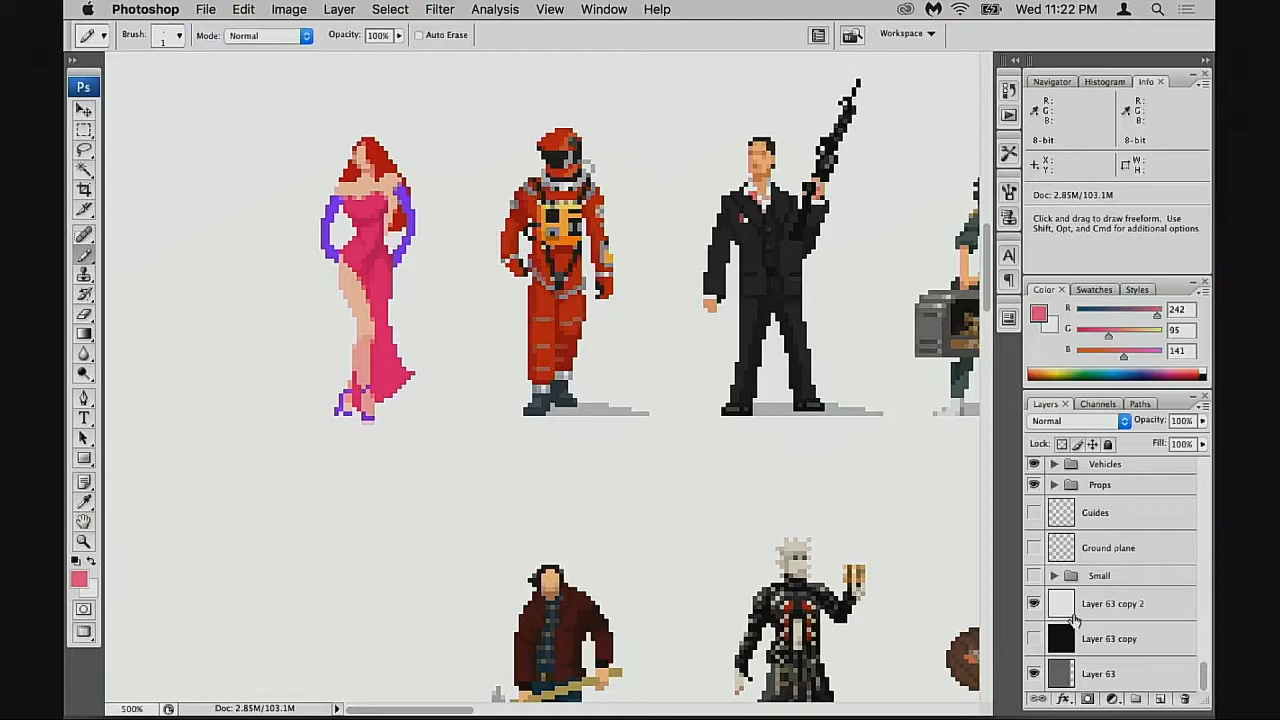 Photoshop File Edit Image Layer Select Filter Analysis View Window Help Wed 11:22 PM
Brush: 1 Mode: Normal Opacity: 100% Auto Erase Workspace
Ps
Navigator Histogram Info
R: R:
G: G:
B: B:
8-bit 8-bit
X: W:
Y: H:
Doc: 2.85M/103.1M
Click and drag to draw freeform. Use
Shift, Opt, and Cmd for additional options.
Color Swatches Styles
R 242
G 95
B 141
Layers Channels Paths
Normal Opacity: 100%
Lock: Fill: 100%
Vehicles
Props
Guides
Ground plane
Small
Layer 63 copy 2
Layer 63 copy
Layer 63
500% Doc: 2.85M/103.1M